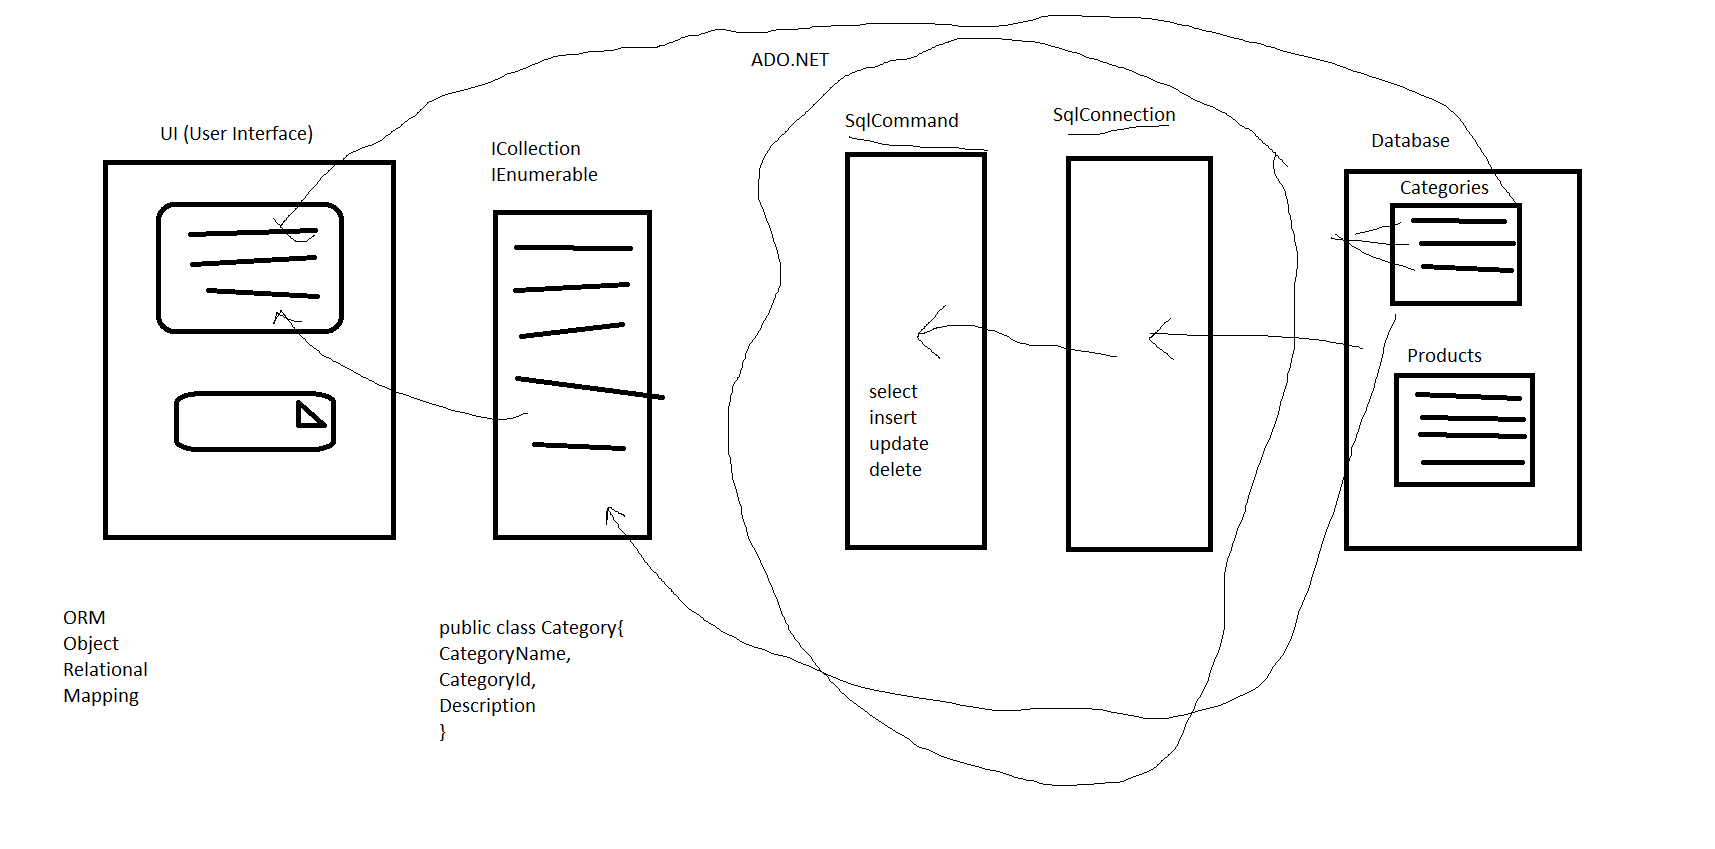 ADO.NET
UI (User Interface)
ICollection
IEnumerable
SqlCommand
SqlConnection
Database
Categories
Products
select
insert
update
delete
ORM
Object
Relational
Mapping
public class Category{
CategoryName,
CategoryId,
Description
}